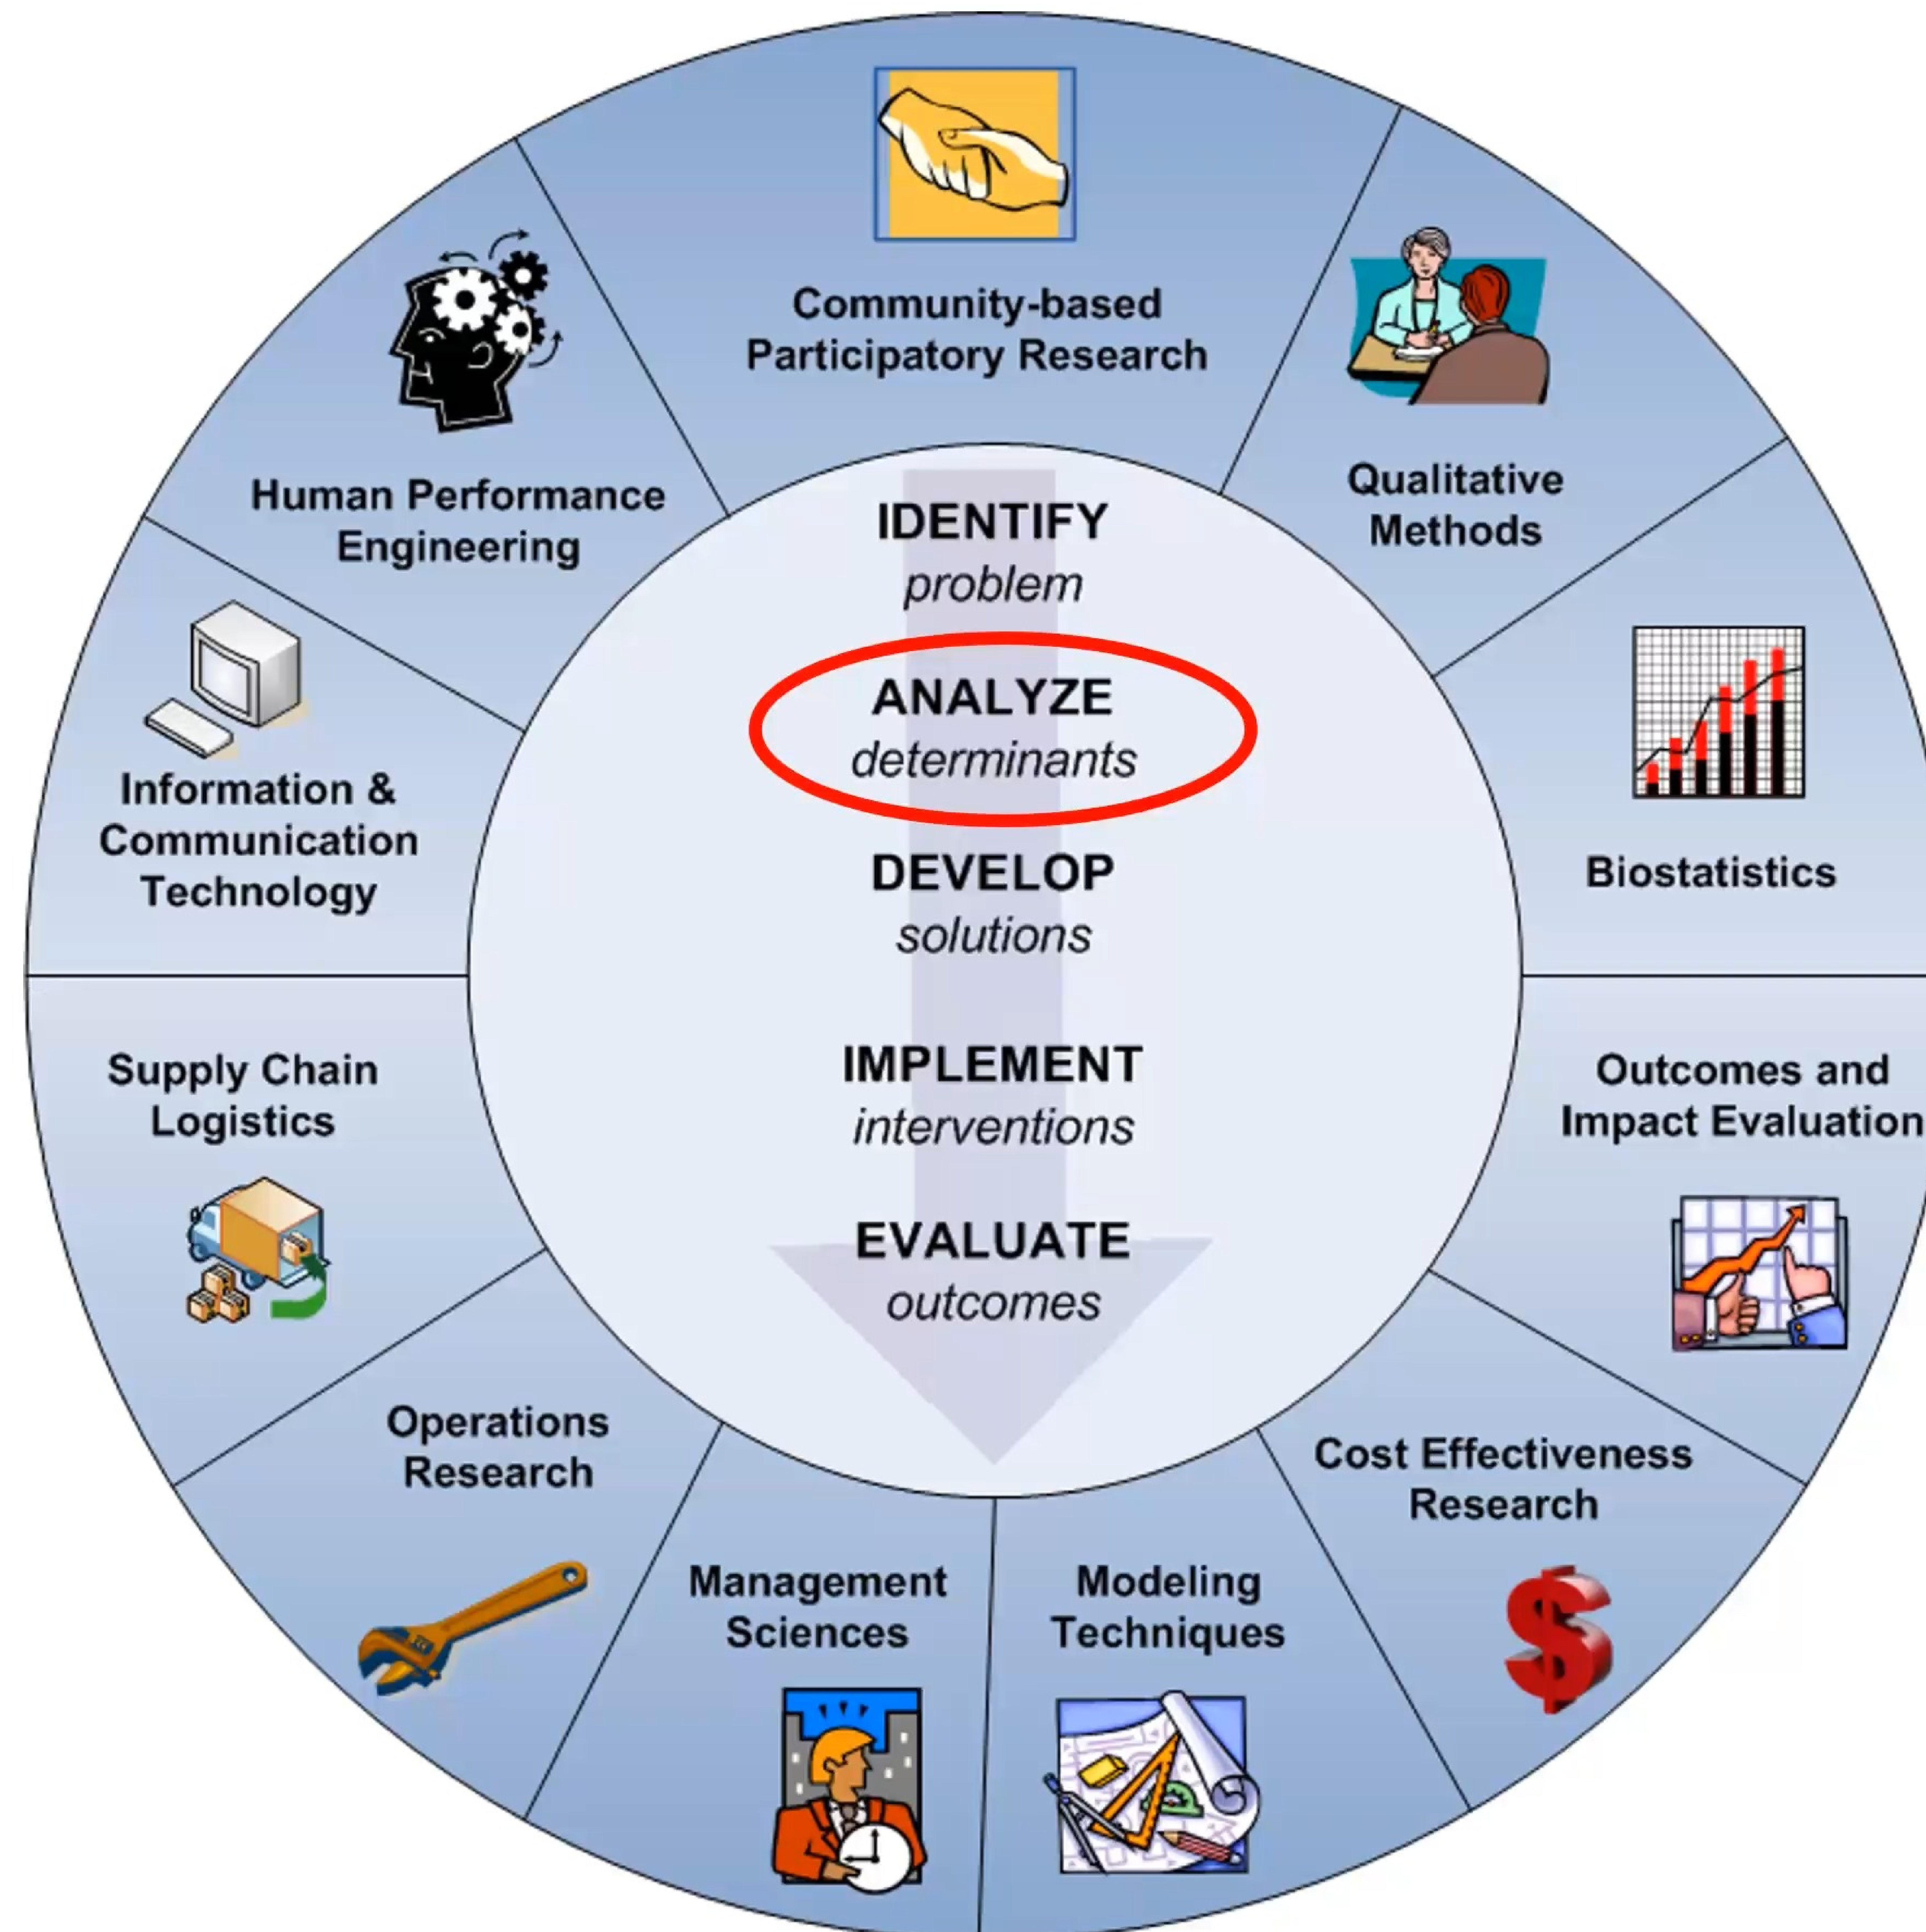 Community-based
Participatory Research
Qualitative
Methods
Biostatistics
Outcomes and
Impact Evaluation
Cost Effectiveness
Research
Modeling
Techniques
Management
Sciences
Operations
Research
Supply Chain
Logistics
Information &
Communication
Technology
Human Performance
Engineering
IDENTIFY
problem
ANALYZE
determinants
DEVELOP
solutions
IMPLEMENT
interventions
EVALUATE
outcomes